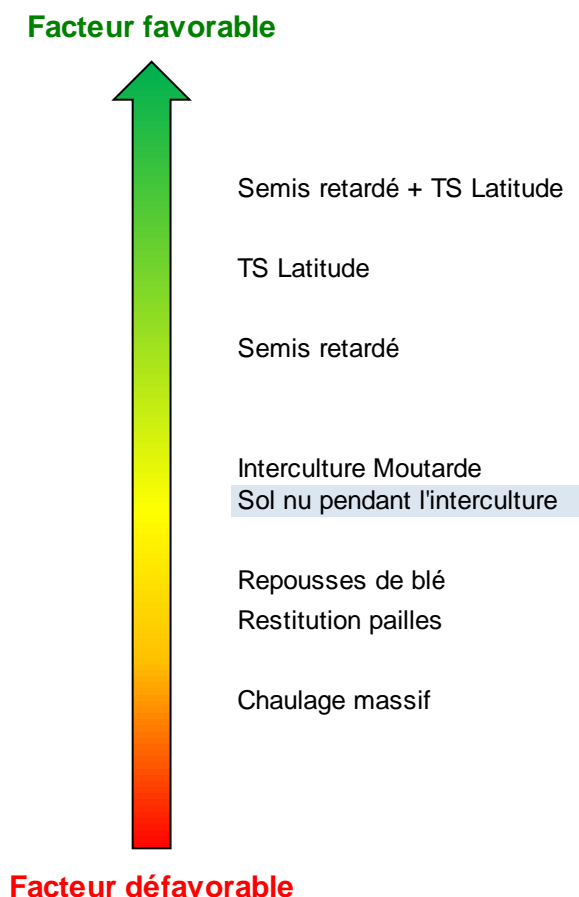 Facteur favorable
Semis retardé + TS Latitude
TS Latitude
Semis retardé
Interculture Moutarde
Sol nu pendant l'interculture
Repousses de blé
Restitution pailles
Chaulage massif
Facteur défavorable